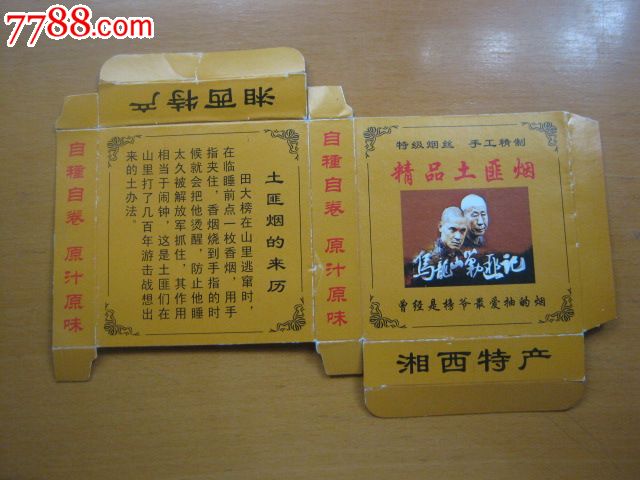 7788.com
湘西特产
自種自卷 原汁原味
土匪烟的来历
田大榜在山里逃窜时，
在临睡前点一枚香烟，用手
指夹住，香烟烧到手指的时
候就会把他烫醒，防止他睡
太久被解放军抓住，其作用
相当于闹钟，这是土匪们在
山里打了几百年游击战想出
来的土办法。
自種自卷 原汁原味
特级烟丝 手工精制
精品土匪烟
乌龙山剿匪记
曾经是榜爷最爱抽的烟
湘西特产